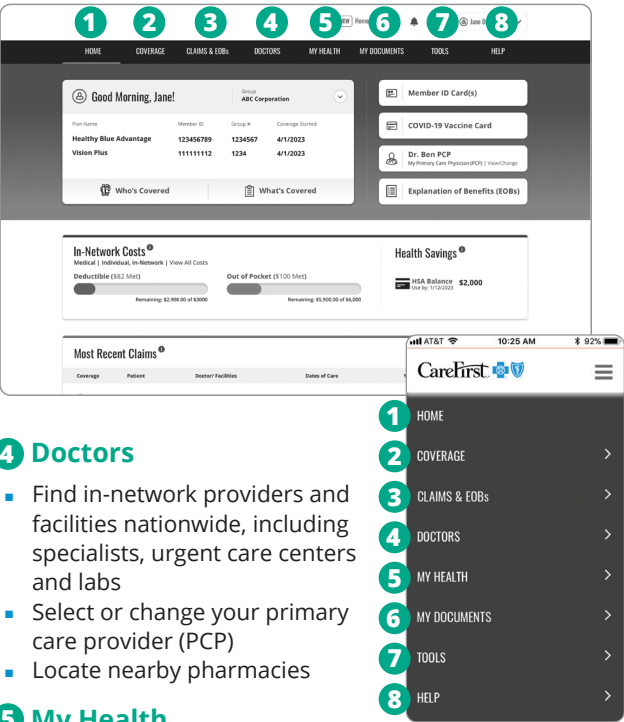 1 2 3 4 5 6 7 8
HOME COVERAGE CLAIMS & EOBs DOCTORS MY HEALTH MY DOCUMENTS TOOLS HELP
Good Morning, Jane!
Group
ABC Corporation
Plan Name Member ID Group # Coverage Started
Healthy Blue Advantage 123456789 1234567 4/1/2023
Vision Plus 111111112 1234 4/1/2023
Who's Covered What's Covered
Member ID Card(s)
COVID-19 Vaccine Card
Dr. Ben PCP
My Primary Care Physician (PCP) | View/Change
Explanation of Benefits (EOBs)
In-Network Costs
Medical | Individual, In-Network | View All Costs
Deductible ($82 Met) Out of Pocket ($100 Met)
Remaining: $2,908.00 of $3000 Remaining: $5,900.00 of $6,000
Health Savings
HSA Balance $2,000
Use by: 1/12/2023
Most Recent Claims
Coverage Patient Doctor/ Facilities Dates of Care
AT&T 10:25 AM 92%
CareFirst
1 HOME
2 COVERAGE
3 CLAIMS & EOBs
4 DOCTORS
5 MY HEALTH
6 MY DOCUMENTS
7 TOOLS
8 HELP
4 Doctors
Find in-network providers and
facilities nationwide, including
specialists, urgent care centers
and labs
Select or change your primary
care provider (PCP)
Locate nearby pharmacies
5 My Health